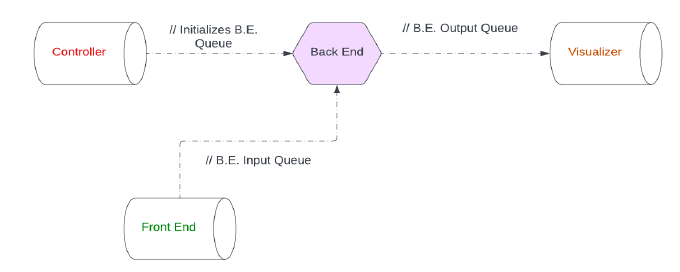 // Initializes B.E.
Queue
// B.E. Output Queue
Controller
Back End
Visualizer
// B.E. Input Queue
Front End